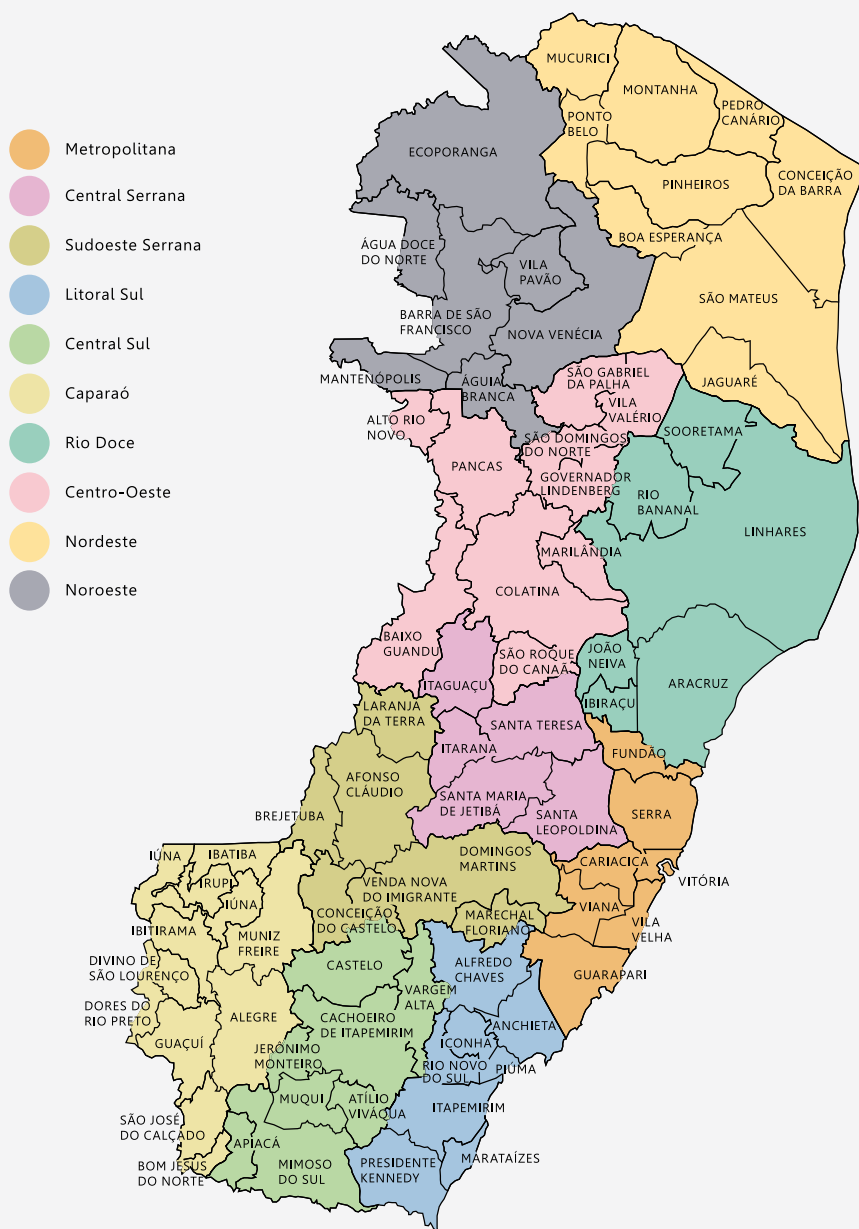 Metropolitana
Central Serrana
Sudoeste Serrana
Litoral Sul
Central Sul
Caparaó
Rio Doce
Centro-Oeste
Nordeste
Noroeste
MUCURICI
MONTANHA
PEDRO
CANÁRIO
PONTO
BELO
ECOPORANGA
PINHEIROS
CONCEIÇÃO
DA BARRA
BOA ESPERANÇA
ÁGUA DOCE
DO NORTE
VILA
PAVÃO
SÃO MATEUS
BARRA DE SÃO
FRANCISCO
NOVA VENÉCIA
MANTENÓPOLIS
ÁGUIA
BRANCA
SÃO GABRIEL
DA PALHA
JAGUARÉ
VILA
VALÉRIO
ALTO RIO
NOVO
SOORETAMA
SÃO DOMINGOS
DO NORTE
PANCAS
GOVERNADOR
LINDENBERG
RIO
BANANAL
LINHARES
MARILÂNDIA
COLATINA
BAIXO
GUANDU
SÃO ROQUE
DO CANAÃ
JOÃO
NEIVA
ITAGUAÇU
ARACRUZ
IBIRAÇU
LARANJA
DA TERRA
SANTA TERESA
ITARANA
FUNDÃO
AFONSO
CLÁUDIO
SANTA MARIA
DE JETIBÁ
SANTA
LEOPOLDINA
SERRA
BREJETUBA
IÚNA
IBATIBA
DOMINGOS
MARTINS
CARIACICA
VITÓRIA
IRUPI
IÚNA
VENDA NOVA
DO IMIGRANTE
VIANA
CONCEIÇÃO
DO CASTELO
MARECHAL
FLORIANO
VILA
VELHA
IBITIRAMA
MUNIZ
FREIRE
DIVINO DE
SÃO LOURENÇO
CASTELO
ALFREDO
CHAVES
GUARAPARI
VARGEM
ALTA
DORES DO
RIO PRETO
ALEGRE
CACHOEIRO
DE ITAPEMIRIM
ANCHIETA
GUAÇUÍ
ICONHA
JERÔNIMO
MONTEIRO
RIO NOVO
DO SUL
PIÚMA
MUQUI
ATÍLIO
VIVÁQUA
ITAPEMIRIM
SÃO JOSÉ
DO CALÇADO
APIACÁ
BOM JESUS
DO NORTE
MIMOSO
DO SUL
PRESIDENTE
KENNEDY
MARATAÍZES